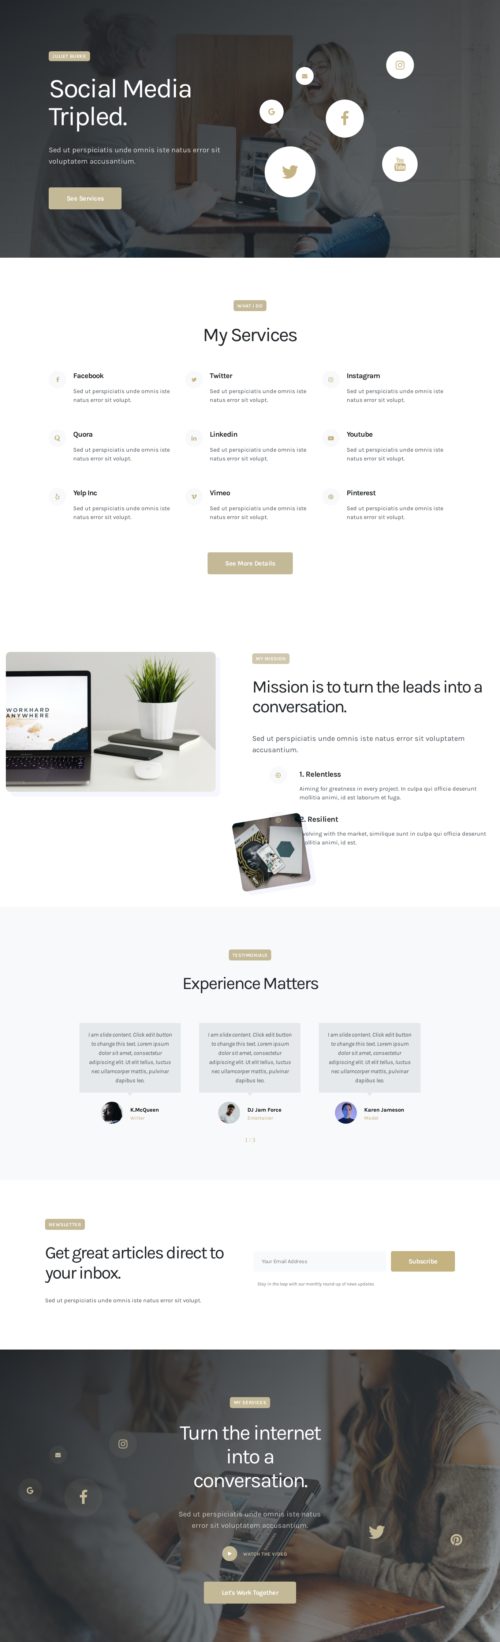 JULIET BURKE
Social Media
Tripled.
Sed ut perspiciatis unde omnis iste natus error sit
voluptatem accusantium.
See Services
WHAT I DO
My Services
Facebook
Sed ut perspiciatis unde omnis iste
natus error sit volupt.
Twitter
Sed ut perspiciatis unde omnis iste
natus error sit volupt.
Instagram
Sed ut perspiciatis unde omnis iste
natus error sit volupt.
Quora
Sed ut perspiciatis unde omnis iste
natus error sit volupt.
Linkedin
Sed ut perspiciatis unde omnis iste
natus error sit volupt.
Youtube
Sed ut perspiciatis unde omnis iste
natus error sit volupt.
Yelp Inc
Sed ut perspiciatis unde omnis iste
natus error sit volupt.
Vimeo
Sed ut perspiciatis unde omnis iste
natus error sit volupt.
Pinterest
Sed ut perspiciatis unde omnis iste
natus error sit volupt.
See More Details
WORKHARD
ANYWHERE
MY MISSION
Mission is to turn the leads into a
conversation.
Sed ut perspiciatis unde omnis iste natus error sit voluptatem
accusantium.
1. Relentless
Aiming for greatness in every project. In culpa qui officia deserunt
mollitia animi, id est laborum et fuga.
2. Resilient
with the market, similique sunt in culpa qui officia deserunt
mollitia animi, id est.
TESTIMONIALS
Experience Matters
I am slide content. Click edit button
to change this text. Lorem ipsum
dolor sit amet, consectetur
adipiscing elit. Ut elit tellus, luctus
nec ullamcorper mattis, pulvinar
dapibus leo.
K.McQueen
Writer
I am slide content. Click edit button
to change this text. Lorem ipsum
dolor sit amet, consectetur
adipiscing elit. Ut elit tellus, luctus
nec ullamcorper mattis, pulvinar
dapibus leo.
DJ Jam Force
Entertainer
I am slide content. Click edit button
to change this text. Lorem ipsum
dolor sit amet, consectetur
adipiscing elit. Ut elit tellus, luctus
nec ullamcorper mattis, pulvinar
dapibus leo.
Karen Jameson
Model
1 / 3
NEWSLETTER
Get great articles direct to
your inbox.
Sed ut perspiciatis unde omnis iste natus error sit volupt.
Your Email Address
Subscribe
Stay in the loop with our monthly round-up of news updates.
MY SERVICES
Turn the internet
into a
conversation.
Sed ut perspiciatis unde omnis iste natus
error sit voluptatem accusantium.
WATCH THE VIDEO
Let's Work Together